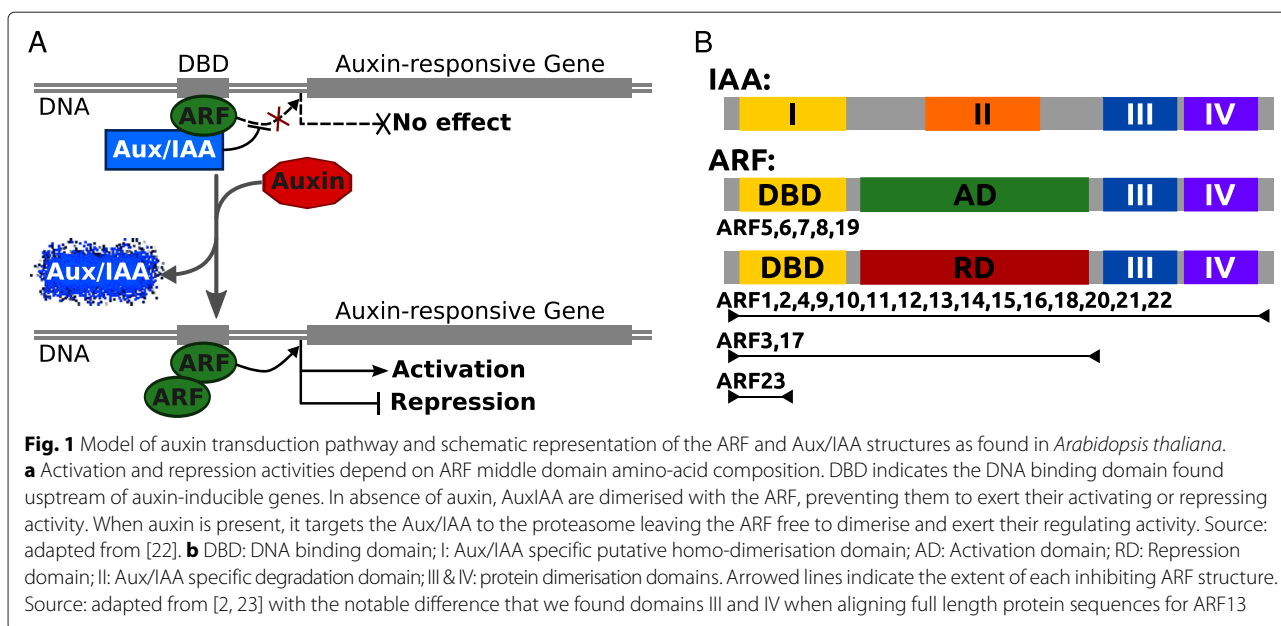 A
DBD
Auxin-responsive Gene
DNA
ARF
No effect
Aux/IAA
Auxin
Aux/IAA
Auxin-responsive Gene
DNA
ARF
Activation
ARF
Repression
B
IAA:
I II III IV
ARF:
DBD AD III IV
ARF5,6,7,8,19
DBD RD III IV
ARF1,2,4,9,10,11,12,13,14,15,16,18,20,21,22
ARF3,17
ARF23
Fig. 1 Model of auxin transduction pathway and schematic representation of the ARF and Aux/IAA structures as found in Arabidopsis thaliana.
a Activation and repression activities depend on ARF middle domain amino-acid composition. DBD indicates the DNA binding domain found
usptream of auxin-inducible genes. In absence of auxin, AuxIAA are dimerised with the ARF, preventing them to exert their activating or repressing
activity. When auxin is present, it targets the Aux/IAA to the proteasome leaving the ARF free to dimerise and exert their regulating activity. Source:
adapted from [22]. b DBD: DNA binding domain; I: Aux/IAA specific putative homo-dimerisation domain; AD: Activation domain; RD: Repression
domain; II: Aux/IAA specific degradation domain; III & IV: protein dimerisation domains. Arrowed lines indicate the extent of each inhibiting ARF structure.
Source: adapted from [2, 23] with the notable difference that we found domains III and IV when aligning full length protein sequences for ARF13